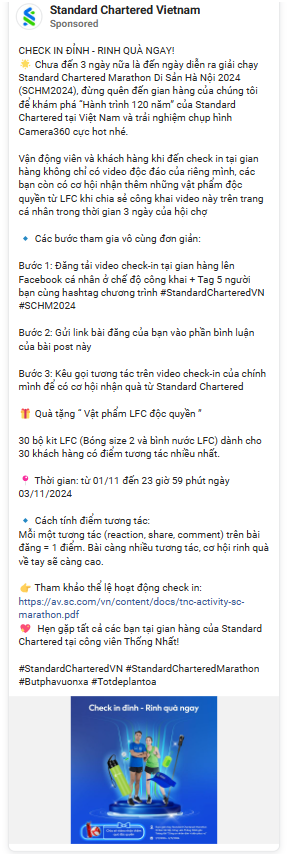 Standard Chartered Vietnam
Sponsored
CHECK IN ĐỈNH - RINH QUÀ NGAY!
🌟 Chưa đến 3 ngày nữa là đến ngày diễn ra giải chạy
Standard Chartered Marathon Di Sản Hà Nội 2024
(SCHM2024), đừng quên đến gian hàng của chúng tôi
để khám phá "Hành trình 120 năm" của Standard
Chartered tại Việt Nam và trải nghiệm chụp hình
Camera360 cực hot nhé.
Vận động viên và khách hàng khi đến check in tại gian
hàng không chỉ có video độc đáo của riêng mình, các
bạn còn có cơ hội nhận thêm những vật phẩm độc
quyền từ LFC khi chia sẻ công khai video này trên trang
cá nhân trong thời gian 3 ngày của hội chợ
🔹 Các bước tham gia vô cùng đơn giản:
Bước 1: Đăng tải video check-in tại gian hàng lên
Facebook cá nhân ở chế độ công khai + Tag 5 người
bạn cùng hashtag chương trình #StandardCharteredVN
#SCHM2024
Bước 2: Gửi link bài đăng của bạn vào phần bình luận
của bài post này
Bước 3: Kêu gọi tương tác trên video check-in của chính
mình để có cơ hội nhận quà từ Standard Chartered
🎁 Quà tặng " Vật phẩm LFC độc quyền "
30 bộ kit LFC (Bóng size 2 và bình nước LFC) dành cho
30 khách hàng có điểm tương tác nhiều nhất.
📍 Thời gian: từ 01/11 đến 23 giờ 59 phút ngày
03/11/2024
🔹 Cách tính điểm tương tác:
Mỗi một tương tác (reaction, share, comment) trên bài
đăng = 1 điểm. Bài càng nhiều tương tác, cơ hội rinh quà
về tay sẽ càng cao.
👉 Tham khảo thể lệ hoạt động check in:
https://av.sc.com/vn/content/docs/tnc-activity-sc-
marathon.pdf
💖 Hẹn gặp tất cả các bạn tại gian hàng của Standard
Chartered tại công viên Thống Nhất!
#StandardCharteredVN #StandardCharteredMarathon
#Butphavuonxa #Totdeplantoa
Check in đỉnh - Rinh quà ngay